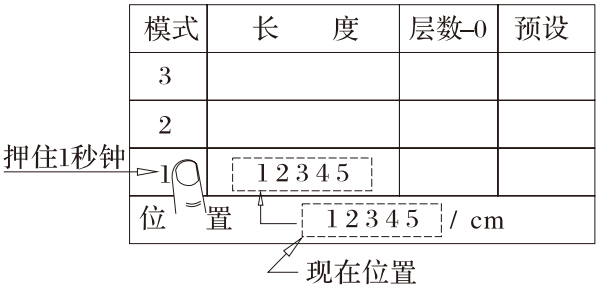 模式 长 度 层数-0 预设
3
2
押住1秒钟 1 12345
位 置 12345 / cm
现在位置